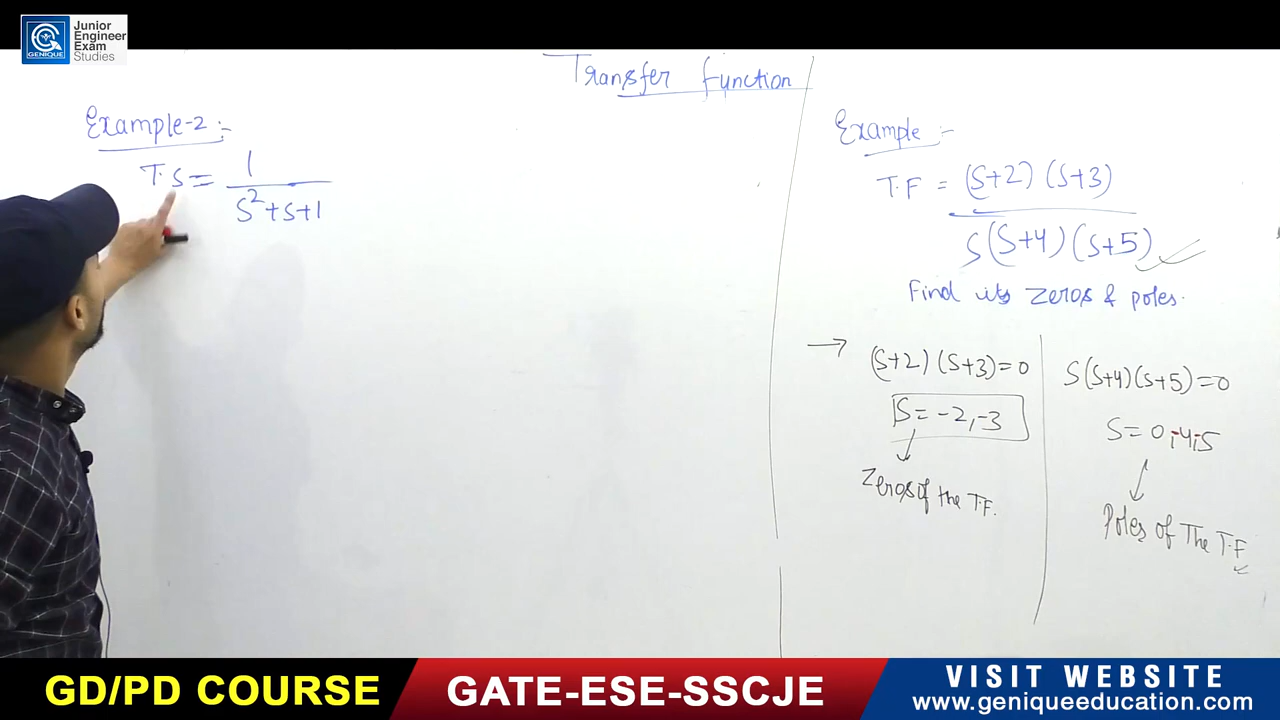 GENIQUE
Junior
Engineer
Exam
Studies
Transfer function
Example-2 :-
T.S = 1
S²+S+1
Example :-
T.F = (S+2) (S+3)
S(S+4) (S+5)
Find its zeros & poles.
→ (S+2) (S+3)=0
S= -2, -3
Zeros of the T.F.
S(S+4)(S+5)=0
S= 0,-4,-5
Poles of The T.F
GD/PD COURSE
GATE-ESE-SSCJE
VISIT WEBSITE
www.geniqueeducation.com